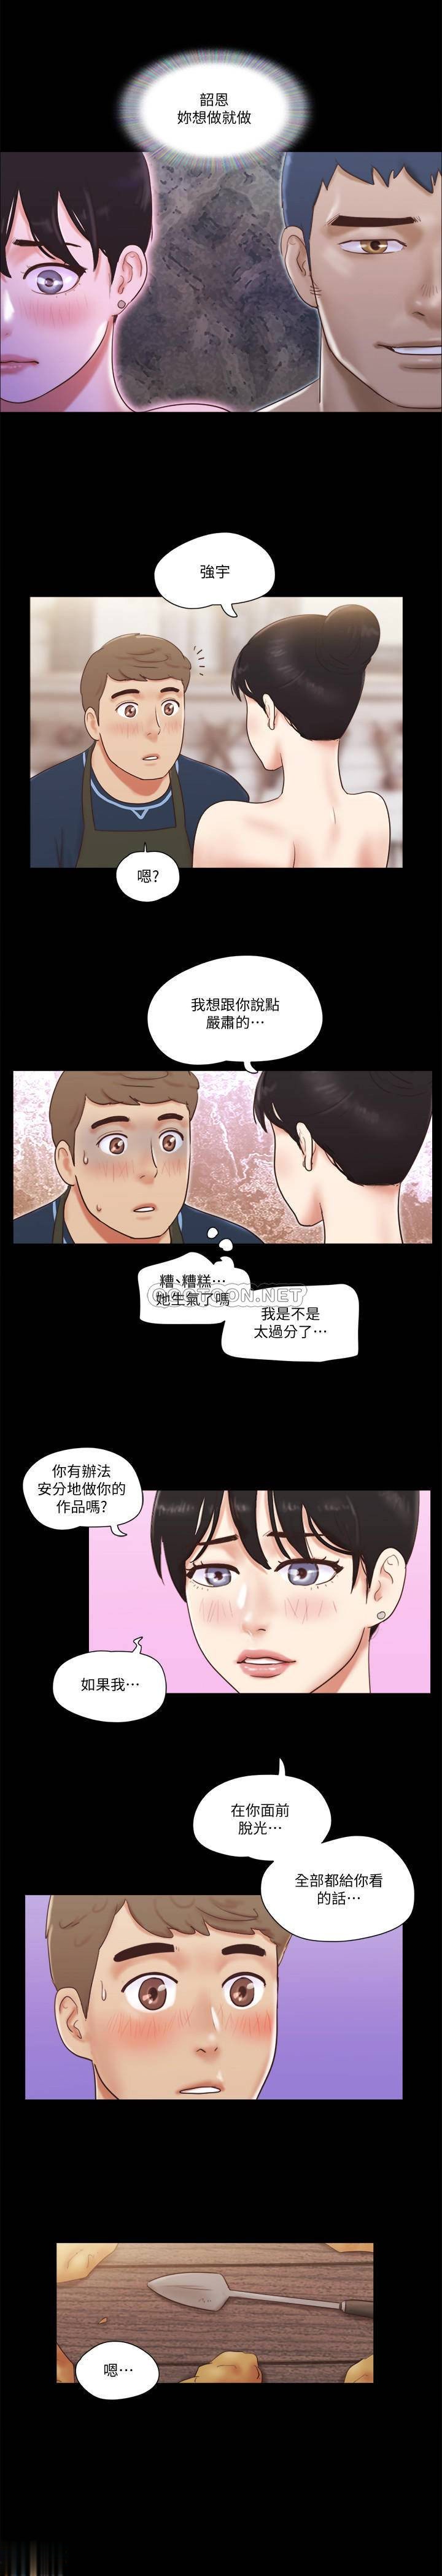 韶恩
妳想做就做
強宇
嗯?
我想跟你說點
嚴肅的…
糟、糟糕…
她生氣了嗎
我是不是
太過分了…
你有辦法
安分地做你的
作品嗎?
如果我…
在你面前
脫光…
全部都給你看
的話…
嗯…